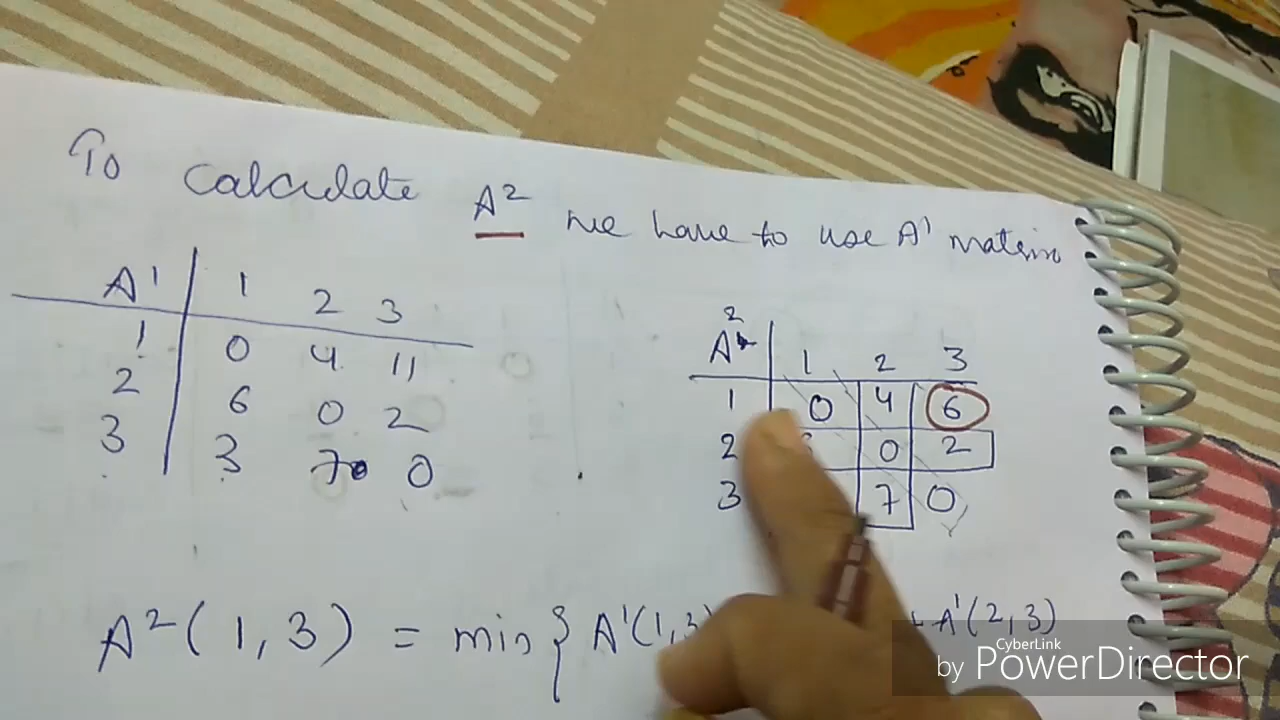 To calculate A² we have to use A¹ matrix
A¹ 1 2 3
1 0 4 11
2 6 0 2
3 3 7 0
A² 1 2 3
1 0 4 6
2 0 2
3 7 0
A²(1,3) = min { A¹(1,3) + A¹(2,3)
CyberLink
by PowerDirector